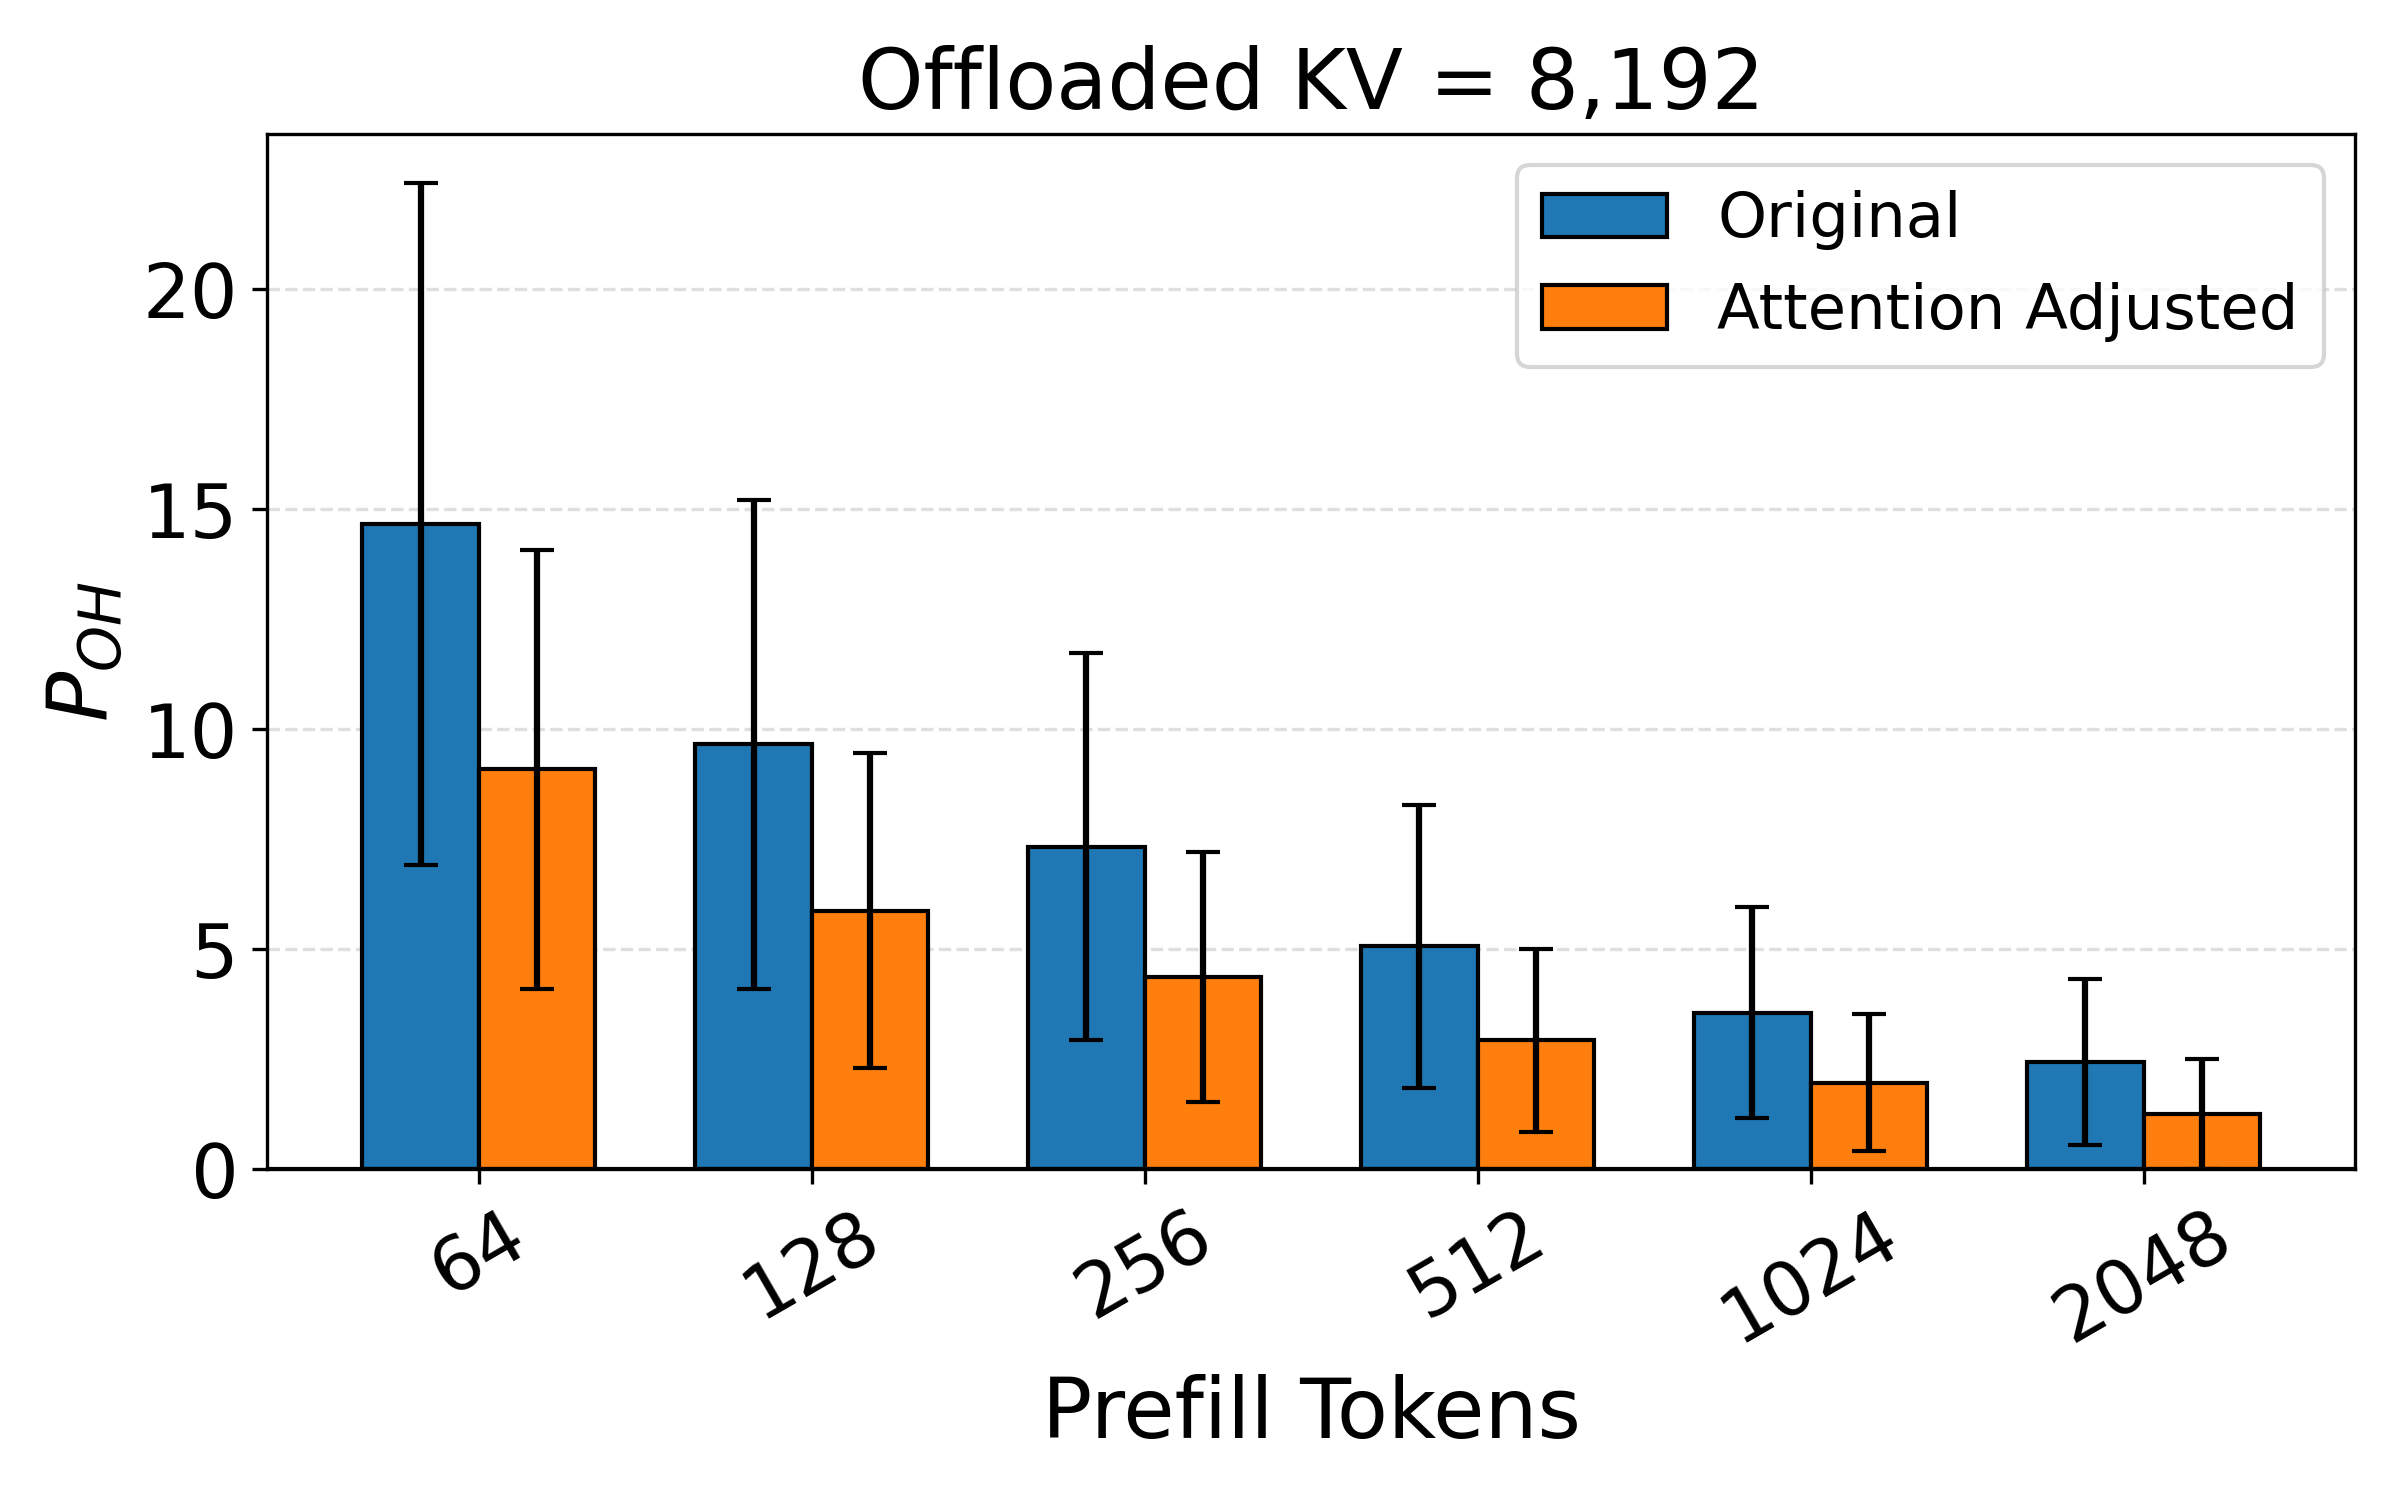 Offloaded KV = 8,192
Original
Attention Adjusted
P_OH
20
15
10
5
0
64
128
256
512
1024
2048
Prefill Tokens